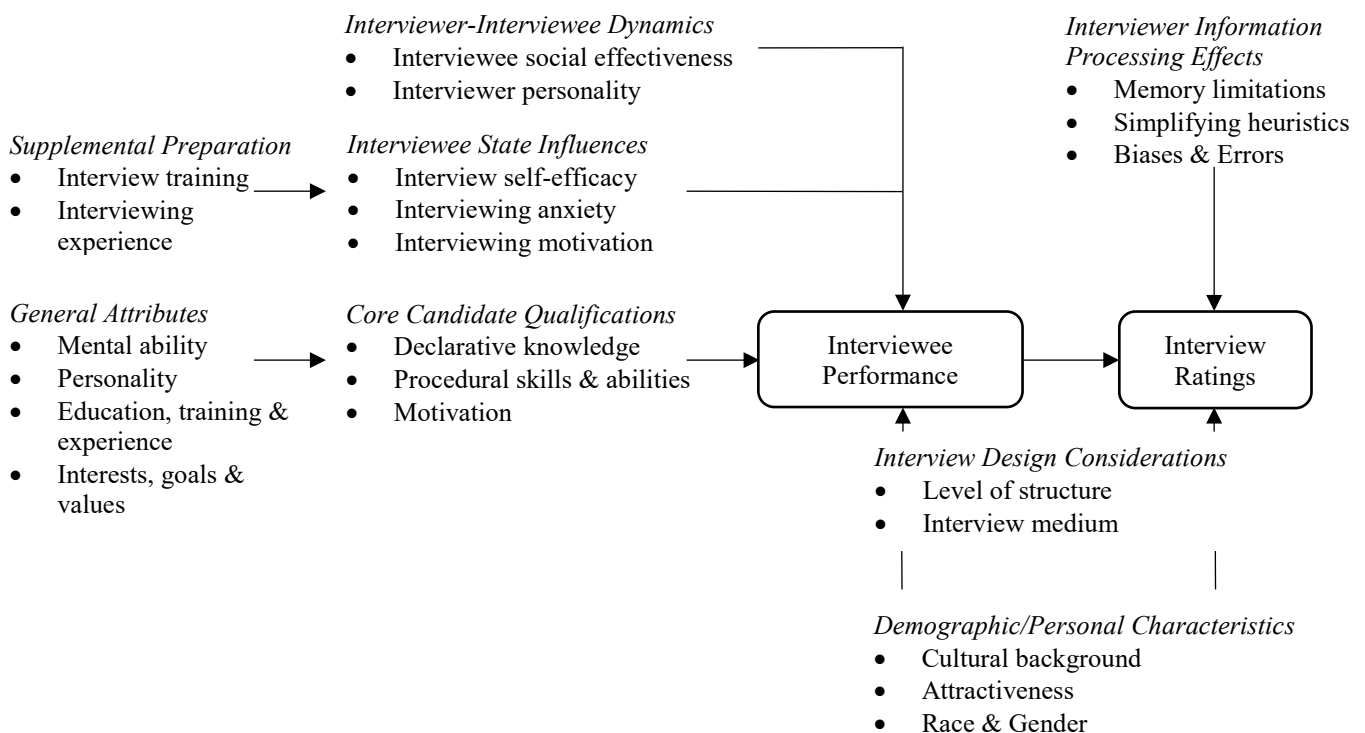 Interviewer-Interviewee Dynamics
• Interviewee social effectiveness
• Interviewer personality
Interviewer Information
Processing Effects
• Memory limitations
• Simplifying heuristics
• Biases & Errors
Supplemental Preparation
• Interview training
• Interviewing
experience
Interviewee State Influences
• Interview self-efficacy
• Interviewing anxiety
• Interviewing motivation
General Attributes
• Mental ability
• Personality
• Education, training &
experience
• Interests, goals &
values
Core Candidate Qualifications
• Declarative knowledge
• Procedural skills & abilities
• Motivation
Interviewee
Performance
Interview
Ratings
Interview Design Considerations
• Level of structure
• Interview medium
Demographic/Personal Characteristics
• Cultural background
• Attractiveness
• Race & Gender